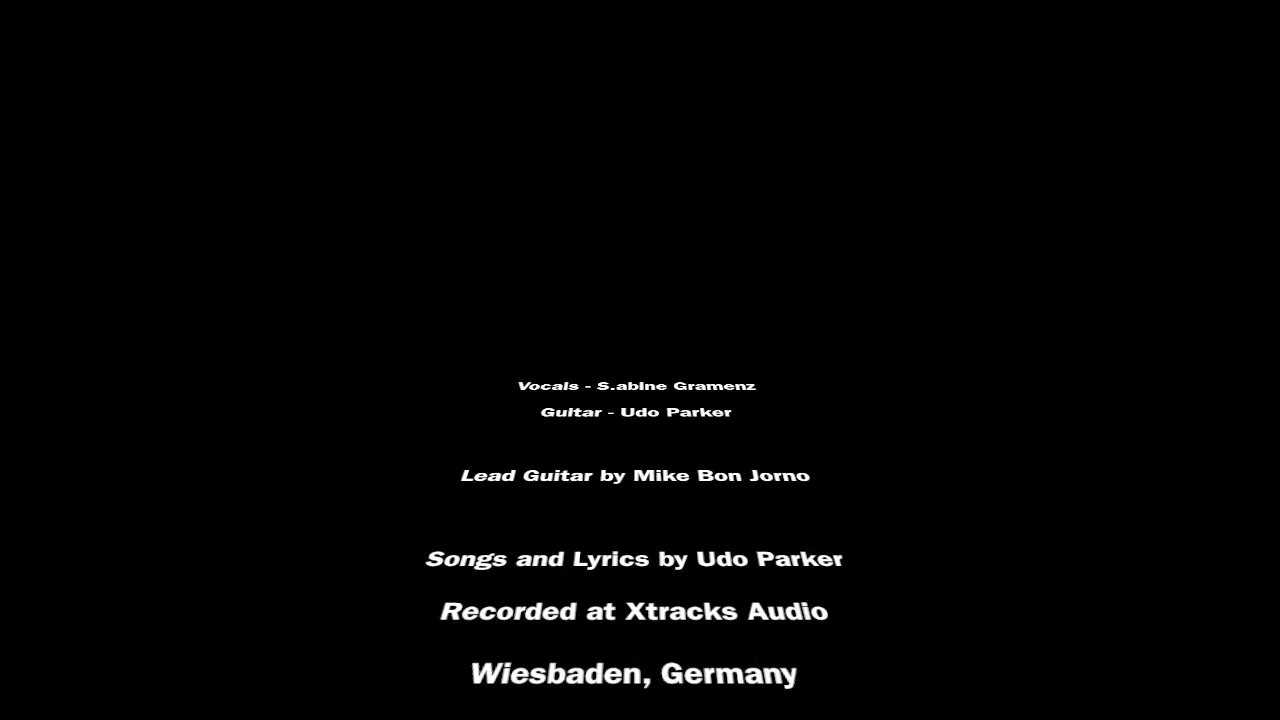 Vocals - S.abine Gramenz
Guitar - Udo Parker
Lead Guitar by Mike Bon Jorno
Songs and Lyrics by Udo Parker
Recorded at Xtracks Audio
Wiesbaden, Germany